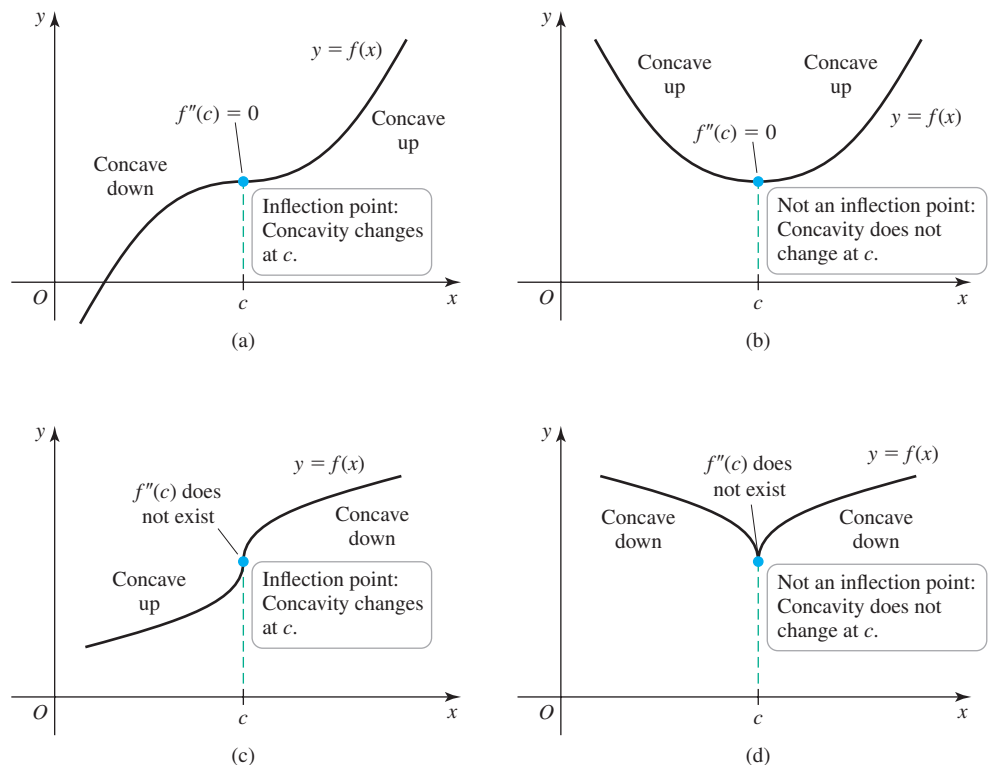 y
y = f(x)
f″(c) = 0
Concave
up
Concave
down
Inflection point:
Concavity changes
at c.
O
c
x
(a)
y
Concave
up
Concave
up
f″(c) = 0
y = f(x)
Not an inflection point:
Concavity does not
change at c.
O
c
x
(b)
y
y = f(x)
f″(c) does
not exist
Concave
down
Concave
up
Inflection point:
Concavity changes
at c.
O
c
x
(c)
y
y = f(x)
f″(c) does
not exist
Concave
down
Concave
down
Not an inflection point:
Concavity does not
change at c.
O
c
x
(d)